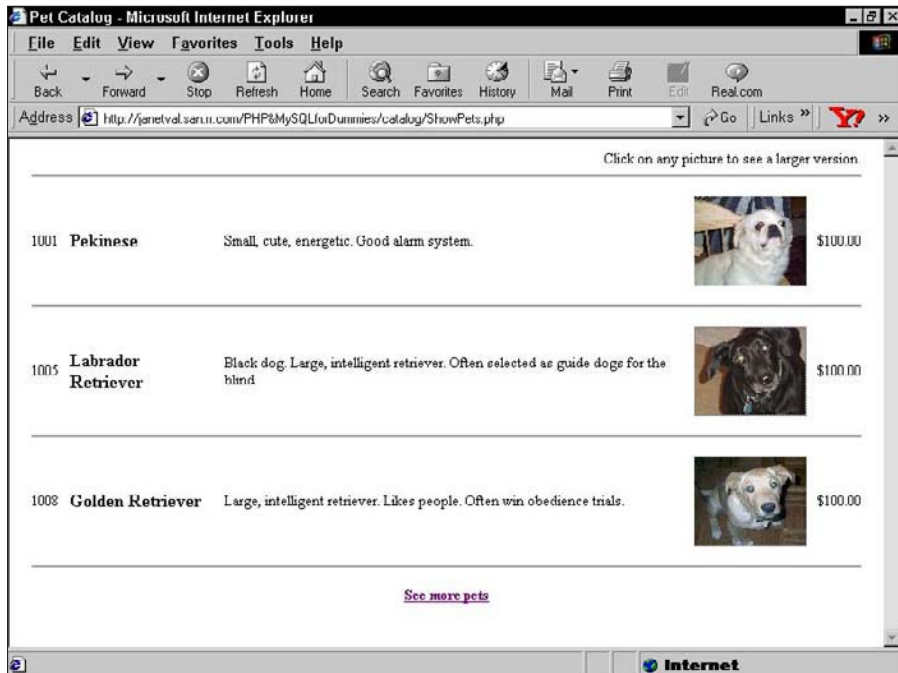 Pet Catalog - Microsoft Internet Explorer
File Edit View Favorites Tools Help
Back Forward Stop Refresh Home Search Favorites History Mail Print Edit Real.com
Address http://janetval.san.rr.com/PHP&MySQLforDummies/catalog/ShowPets.php Go Links »
Click on any picture to see a larger version.
1001 Pekinese Small, cute, energetic. Good alarm system. $100.00
1005 Labrador Retriever Black dog. Large, intelligent retriever. Often selected as guide dogs for the
blind $100.00
1008 Golden Retriever Large, intelligent retriever. Likes people. Often win obedience trials. $100.00
See more pets
Internet